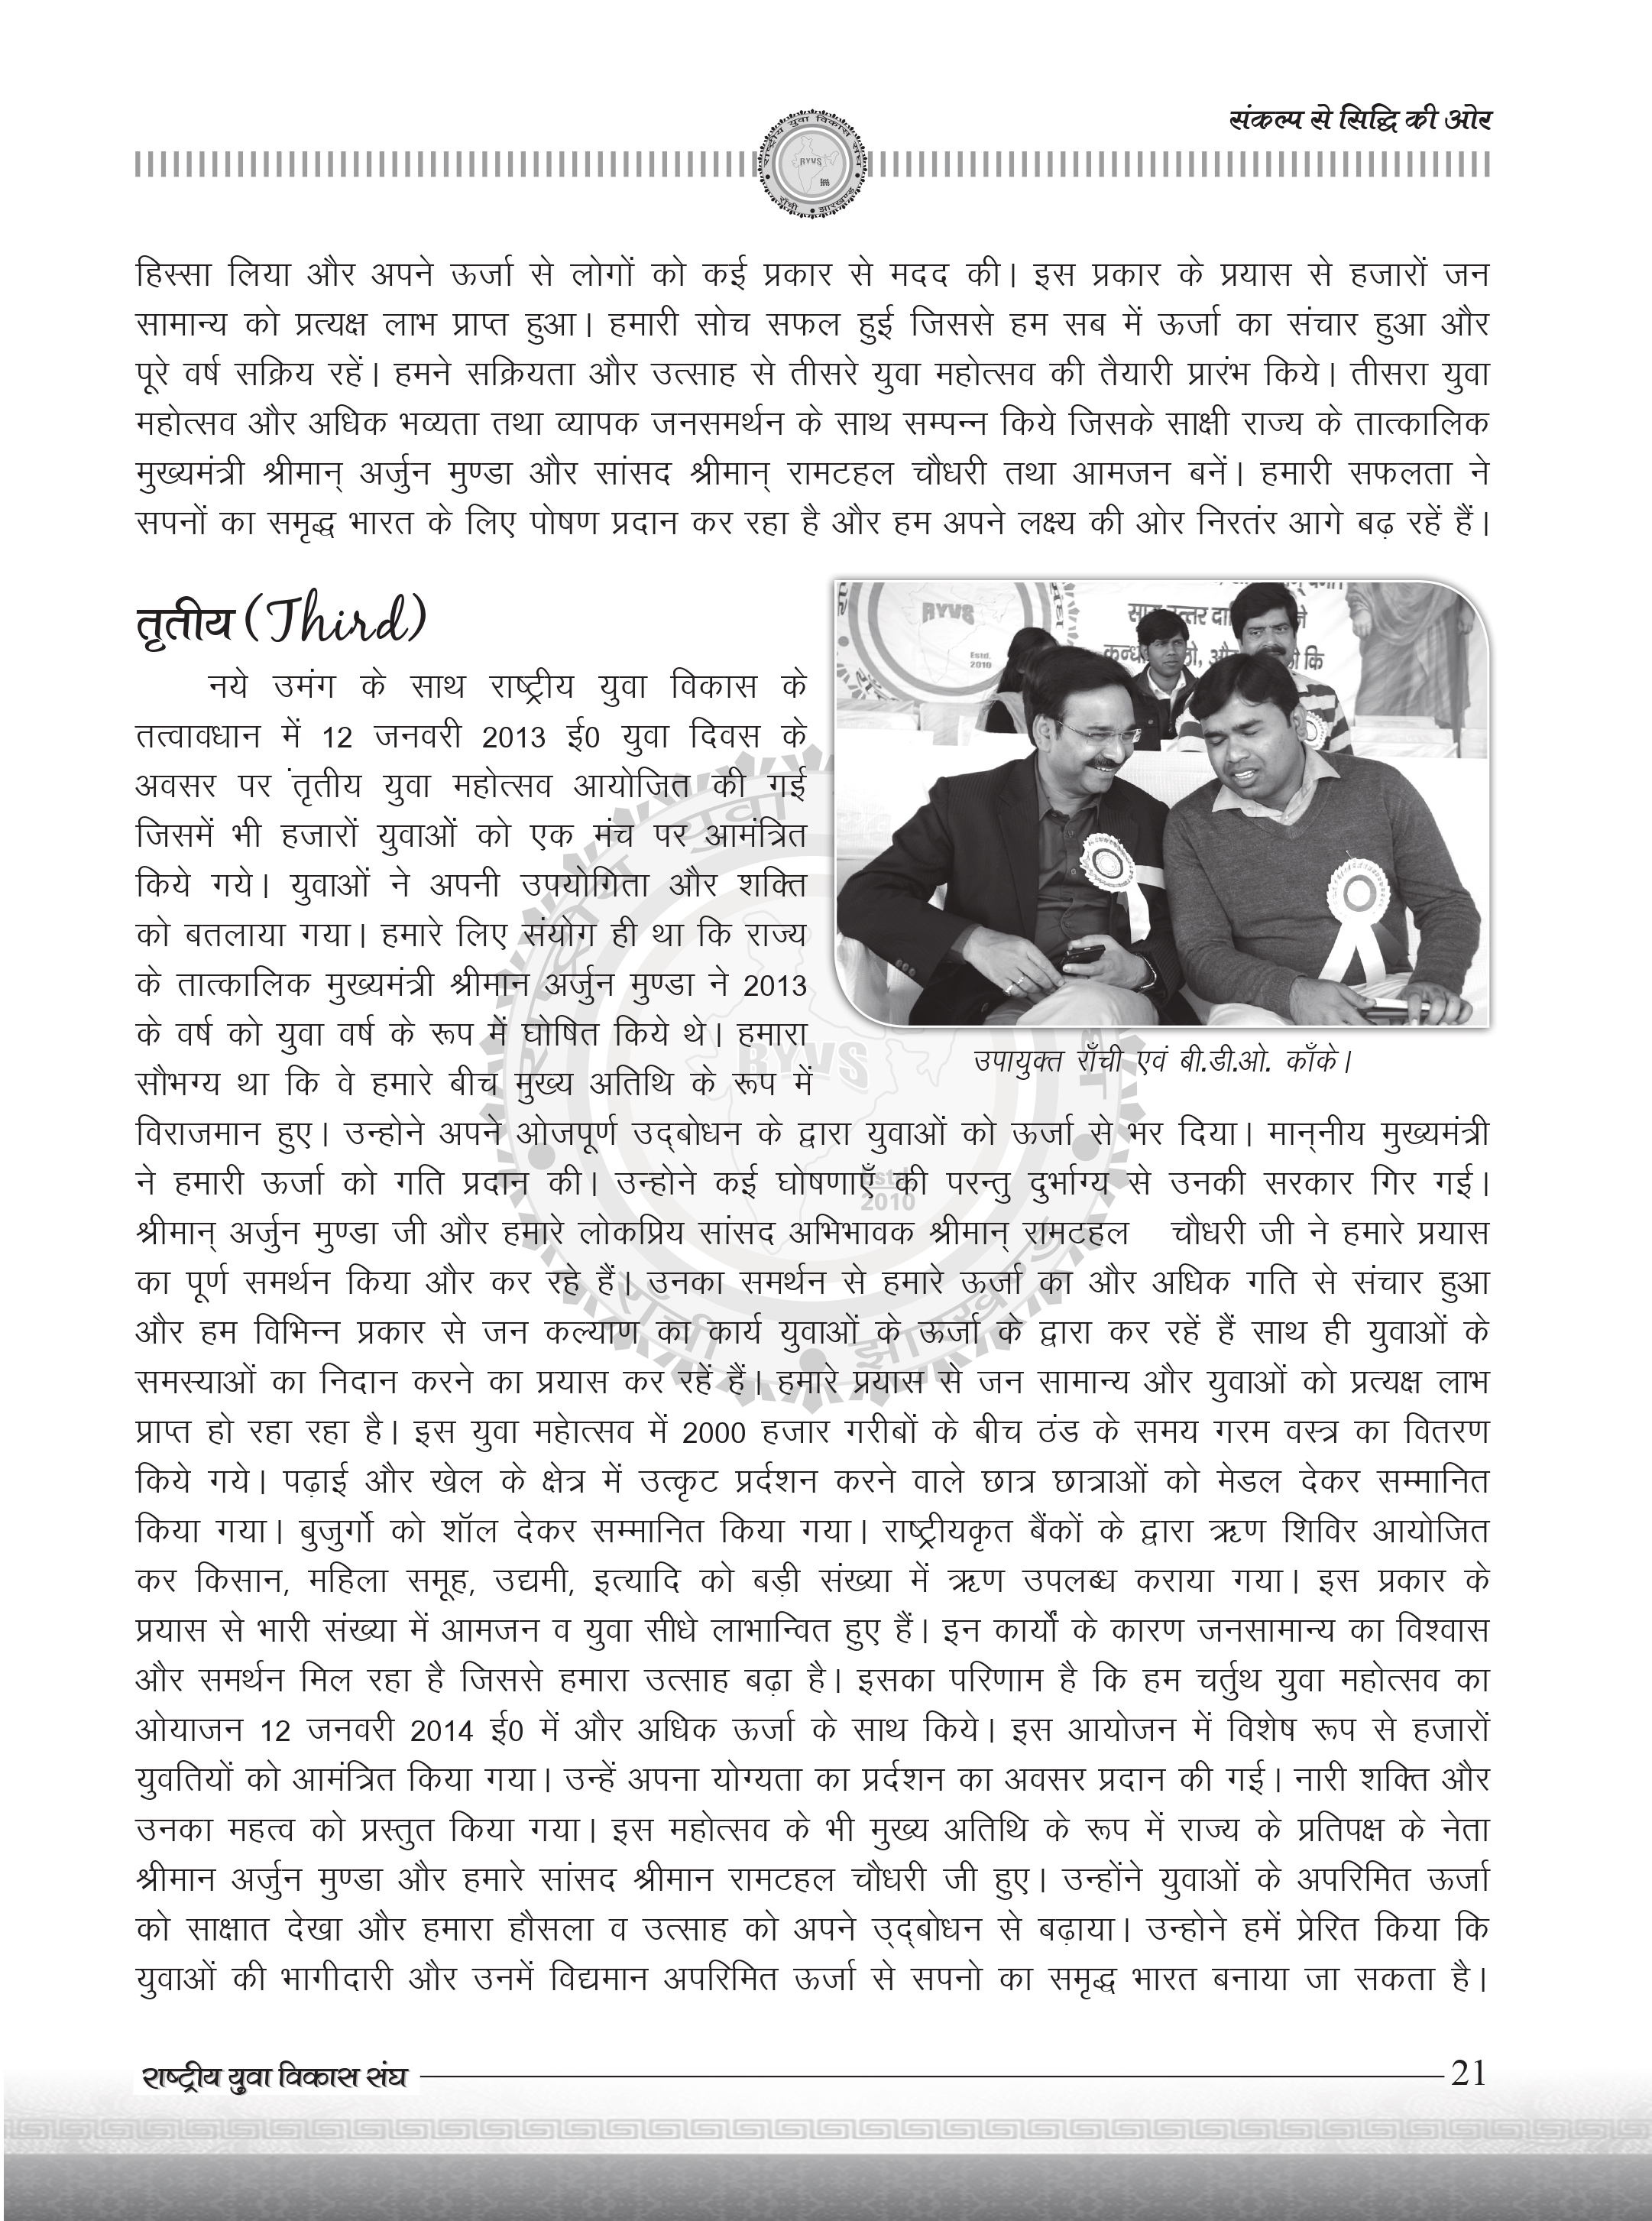 संकल्प से सिद्धि की ओर
राष्ट्रीय युवा विकास संघ
RYVS
राँची • झारखण्ड
हिस्सा लिया और अपने ऊर्जा से लोगों को कई प्रकार से मदद की। इस प्रकार के प्रयास से हजारों जन
सामान्य को प्रत्यक्ष लाभ प्राप्त हुआ। हमारी सोच सफल हुई जिससे हम सब में ऊर्जा का संचार हुआ और
पूरे वर्ष सक्रिय रहें। हमने सक्रियता और उत्साह से तीसरे युवा महोत्सव की तैयारी प्रारंभ किये। तीसरा युवा
महोत्सव और अधिक भव्यता तथा व्यापक जनसमर्थन के साथ सम्पन्न किये जिसके साक्षी राज्य के तात्कालिक
मुख्यमंत्री श्रीमान् अर्जुन मुण्डा और सांसद श्रीमान् रामटहल चौधरी तथा आमजन बनें। हमारी सफलता ने
सपनों का समृद्ध भारत के लिए पोषण प्रदान कर रहा है और हम अपने लक्ष्य की ओर निरतंर आगे बढ़ रहें हैं।
तृतीय (Third)
नये उमंग के साथ राष्ट्रीय युवा विकास के
तत्वावधान में 12 जनवरी 2013 ई0 युवा दिवस के
अवसर पर तृतीय युवा महोत्सव आयोजित की गई
जिसमें भी हजारों युवाओं को एक मंच पर आमंत्रित
किये गये। युवाओं ने अपनी उपयोगिता और शक्ति
को बतलाया गया। हमारे लिए संयोग ही था कि राज्य
के तात्कालिक मुख्यमंत्री श्रीमान अर्जुन मुण्डा ने 2013
के वर्ष को युवा वर्ष के रूप में घोषित किये थे। हमारा
सौभग्य था कि वे हमारे बीच मुख्य अतिथि के रूप में
RYVS
Estd.
2010
उपायुक्त राँची एवं बी.डी.ओ. काँके।
विराजमान हुए। उन्होने अपने ओजपूर्ण उद्बोधन के द्वारा युवाओं को ऊर्जा से भर दिया। मान्नीय मुख्यमंत्री
ने हमारी ऊर्जा को गति प्रदान की। उन्होने कई घोषणाएँ की परन्तु दुर्भाग्य से उनकी सरकार गिर गई।
श्रीमान् अर्जुन मुण्डा जी और हमारे लोकप्रिय सांसद अभिभावक श्रीमान् रामटहल चौधरी जी ने हमारे प्रयास
का पूर्ण समर्थन किया और कर रहे हैं। उनका समर्थन से हमारे ऊर्जा का और अधिक गति से संचार हुआ
और हम विभिन्न प्रकार से जन कल्याण का कार्य युवाओं के ऊर्जा के द्वारा कर रहें हैं साथ ही युवाओं के
समस्याओं का निदान करने का प्रयास कर रहें हैं। हमारे प्रयास से जन सामान्य और युवाओं को प्रत्यक्ष लाभ
प्राप्त हो रहा रहा है। इस युवा महोत्सव में 2000 हजार गरीबों के बीच ठंड के समय गरम वस्त्र का वितरण
किये गये। पढ़ाई और खेल के क्षेत्र में उत्कृट प्रर्दशन करने वाले छात्र छात्राओं को मेडल देकर सम्मानित
किया गया। बुजुर्गो को शॉल देकर सम्मानित किया गया। राष्ट्रीयकृत बैंकों के द्वारा ऋण शिविर आयोजित
कर किसान, महिला समूह, उद्यमी, इत्यादि को बड़ी संख्या में ऋण उपलब्ध कराया गया। इस प्रकार के
प्रयास से भारी संख्या में आमजन व युवा सीधे लाभान्वित हुए हैं। इन कार्यों के कारण जनसामान्य का विश्वास
और समर्थन मिल रहा है जिससे हमारा उत्साह बढ़ा है। इसका परिणाम है कि हम चर्तुथ युवा महोत्सव का
ओयाजन 12 जनवरी 2014 ई0 में और अधिक ऊर्जा के साथ किये। इस आयोजन में विशेष रूप से हजारों
युवतियों को आमंत्रित किया गया। उन्हें अपना योग्यता का प्रर्दशन का अवसर प्रदान की गई। नारी शक्ति और
उनका महत्व को प्रस्तुत किया गया। इस महोत्सव के भी मुख्य अतिथि के रूप में राज्य के प्रतिपक्ष के नेता
श्रीमान अर्जुन मुण्डा और हमारे सांसद श्रीमान रामटहल चौधरी जी हुए। उन्होंने युवाओं के अपरिमित ऊर्जा
को साक्षात देखा और हमारा हौसला व उत्साह को अपने उ्द्बोधन से बढ़ाया। उन्होने हमें प्रेरित किया कि
युवाओं की भागीदारी और उनमें विद्यमान अपरिमित ऊर्जा से सपनो का समृद्ध भारत बनाया जा सकता है।
राष्ट्रीय युवा विकास संघ 21